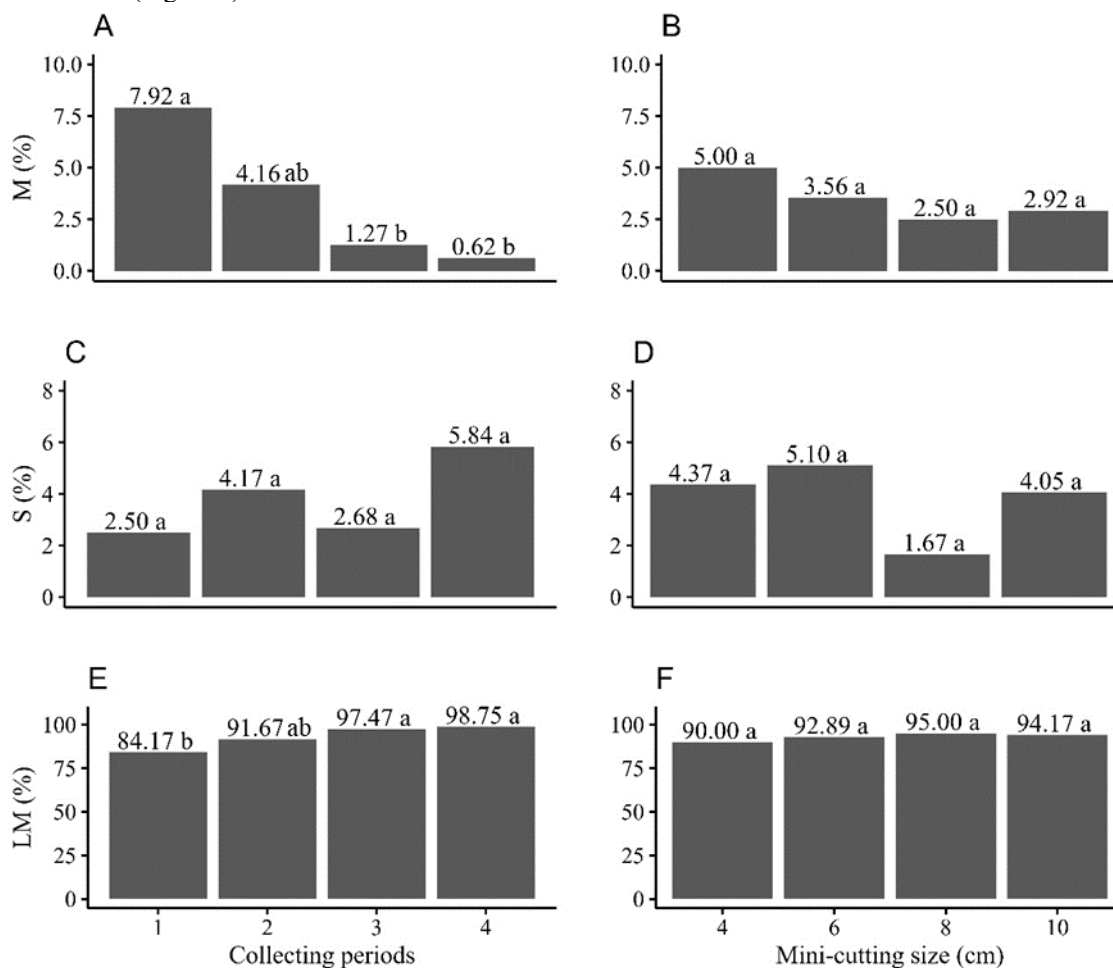 A
M (%)
10.0
7.5
5.0
2.5
0.0
7.92 a
4.16 ab
1.27 b
0.62 b
B
10.0
7.5
5.0
2.5
0.0
5.00 a
3.56 a
2.50 a
2.92 a
C
S (%)
8
6
4
2
0
2.50 a
4.17 a
2.68 a
5.84 a
D
8
6
4
2
0
4.37 a
5.10 a
1.67 a
4.05 a
E
LM (%)
100
75
50
25
0
84.17 b
91.67 ab
97.47 a
98.75 a
1 2 3 4
Collecting periods
F
100
75
50
25
0
90.00 a
92.89 a
95.00 a
94.17 a
4 6 8 10
Mini-cutting size (cm)